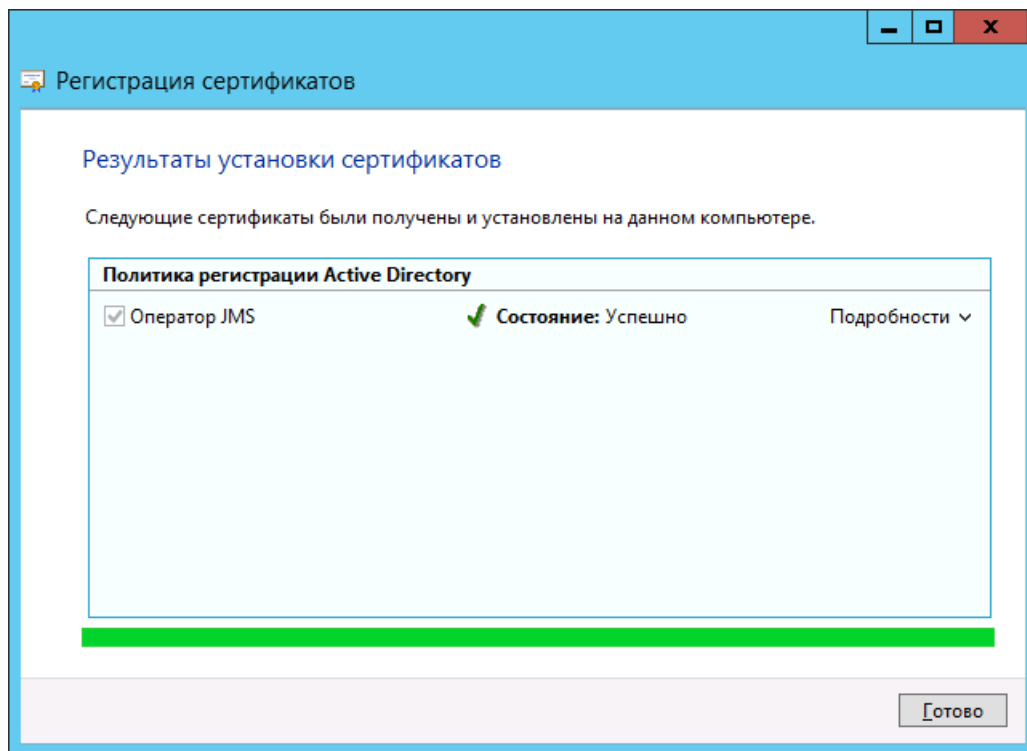 Регистрация сертификатов
Результаты установки сертификатов
Следующие сертификаты были получены и установлены на данном компьютере.
Политика регистрации Active Directory
Оператор JMS Состояние: Успешно Подробности
Готово